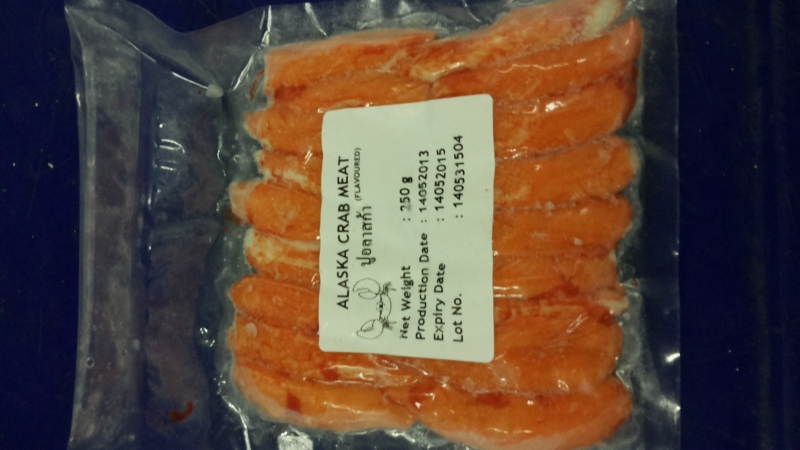 ALASKA CRAB MEAT
(FLAVOURED)
ปูอลาสก้า
Net Weight : 250 g
Production Date : 14052013
Expiry Date : 14052015
Lot No. : 140531504